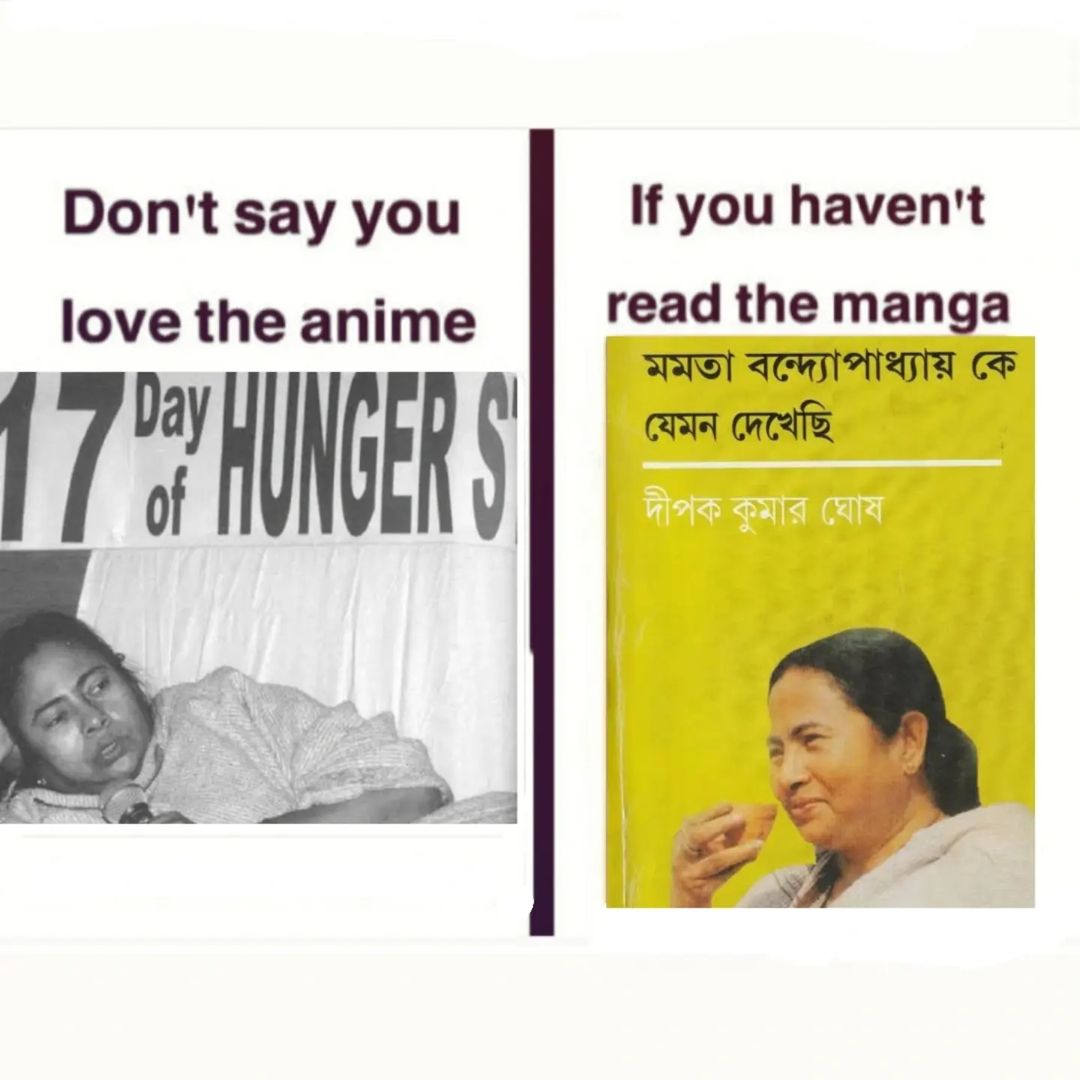 Don't say you
love the anime
17 Day of HUNGER
If you haven't
read the manga
মমতা বন্দ্যোপাধ্যায় কে
যেমন দেখেছি
দীপক কুমার ঘোষ